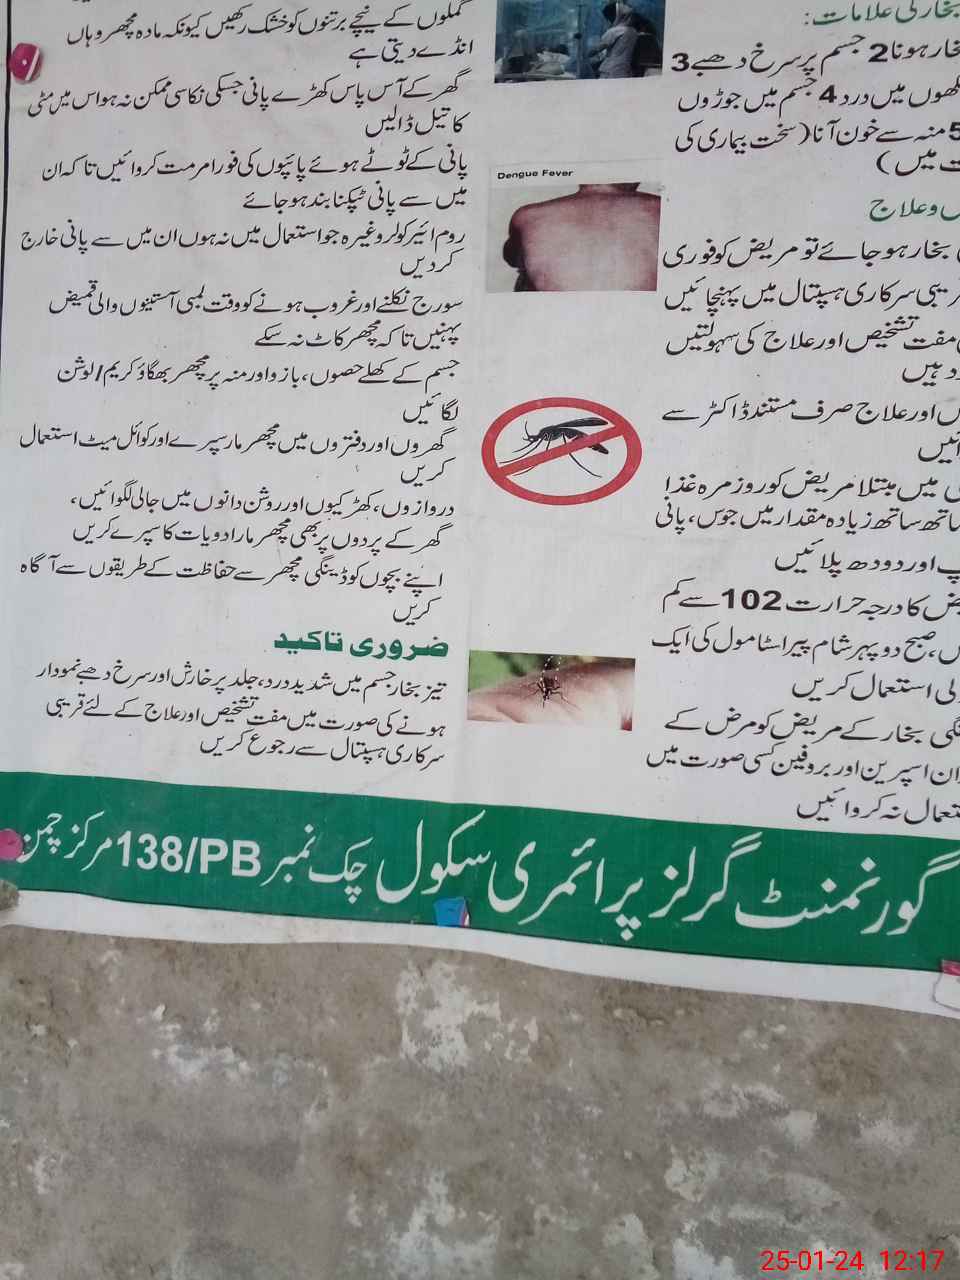 بخار کی علامات:
بخار ہونا 2 جسم پر سرخ دھبے 3
آنکھوں میں درد 4 جسم میں جوڑوں
5 منہ سے خون آنا (سخت بیماری کی
میں)
وعلاج
بخار ہو جائے تو مریض کو فوری
قریبی سرکاری ہسپتال میں پہنچائیں
مفت تشخیص اور علاج کی سہولتیں
ہیں
اور علاج صرف مستند ڈاکٹر سے
میں مبتلا مریض کو روزمرہ غذا
ساتھ ساتھ زیادہ مقدار میں جوس، پانی
اور دودھ پلائیں
کا درجہ حرارت 102 سے کم
صبح دوپہر شام پیراسٹامول کی ایک
استعمال کریں
بخار کے مریض کو مرض کے
اسپرین اور بروفین کسی صورت میں
استعمال نہ کروائیں
Dengue Fever
گملوں کے نیچے برتنوں کو خشک رکھیں کیونکہ مادہ مچھر وہاں
انڈے دیتی ہے
گھر کے آس پاس کھڑے پانی جسکی نکاسی ممکن نہ ہو اس میں مٹی
کا تیل ڈالیں
پانی کے ٹوٹے ہوئے پائپوں کی فورا مرمت کروائیں تاکہ ان
میں سے پانی ٹپکنا بند ہو جائے
روم ائیر کولر وغیرہ جو استعمال میں نہ ہوں ان میں سے پانی خارج
کر دیں
سورج نکلنے اور غروب ہونے کو وقت لمبی آستینوں والی قمیض
پہنیں تاکہ مچھر کاٹ نہ سکے
جسم کے کھلے حصوں، بازو اور منہ پر مچھر بھگاؤ کریم/لوشن
لگائیں
گھروں اور دفتروں میں مچھر مار سپرے اور کوائل میٹ استعمال
کریں
دروازوں، کھڑکیوں اور روشن دانوں میں جالی لگوائیں،
گھر کے پردوں پر بھی مچھر مار ادویات کا سپرے کریں
اپنے بچوں کو ڈینگی مچھر سے حفاظت کے طریقوں سے آگاہ
کریں
ضروری تاکید
تیز بخار جسم میں شدید درد، جلد پر خارش اور سرخ دھبے نمودار
ہونے کی صورت میں مفت تشخیص اور علاج کے لئے قریبی
سرکاری ہسپتال سے رجوع کریں
گورنمنٹ گرلز پرائمری سکول چک نمبر 138/PB مرکز چمن
25-01-24 12:17